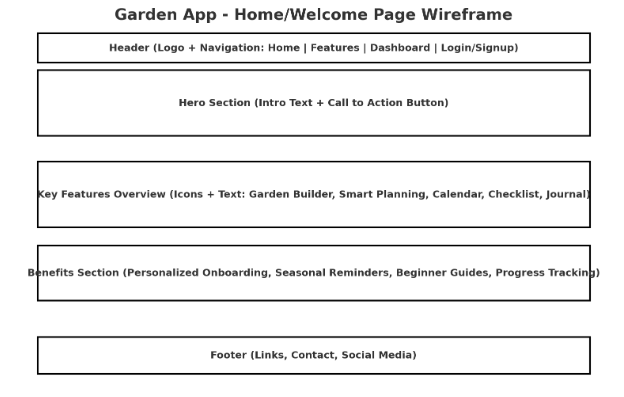 Garden App - Home/Welcome Page Wireframe
Header (Logo + Navigation: Home | Features | Dashboard | Login/Signup)
Hero Section (Intro Text + Call to Action Button)
Key Features Overview (Icons + Text: Garden Builder, Smart Planning, Calendar, Checklist, Journal)
Benefits Section (Personalized Onboarding, Seasonal Reminders, Beginner Guides, Progress Tracking)
Footer (Links, Contact, Social Media)